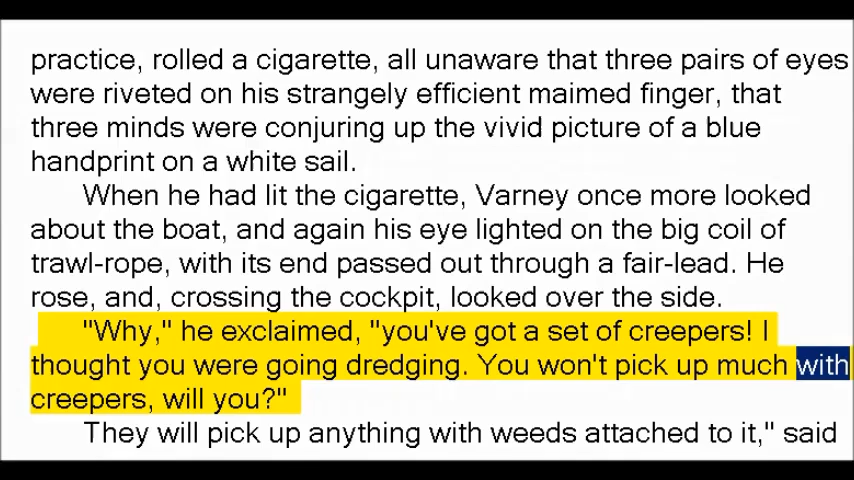 practice, rolled a cigarette, all unaware that three pairs of eyes
were riveted on his strangely efficient maimed finger, that
three minds were conjuring up the vivid picture of a blue
handprint on a white sail.
When he had lit the cigarette, Varney once more looked
about the boat, and again his eye lighted on the big coil of
trawl-rope, with its end passed out through a fair-lead. He
rose, and, crossing the cockpit, looked over the side.
"Why," he exclaimed, "you've got a set of creepers! I
thought you were going dredging. You won't pick up much with
creepers, will you?"
They will pick up anything with weeds attached to it," said